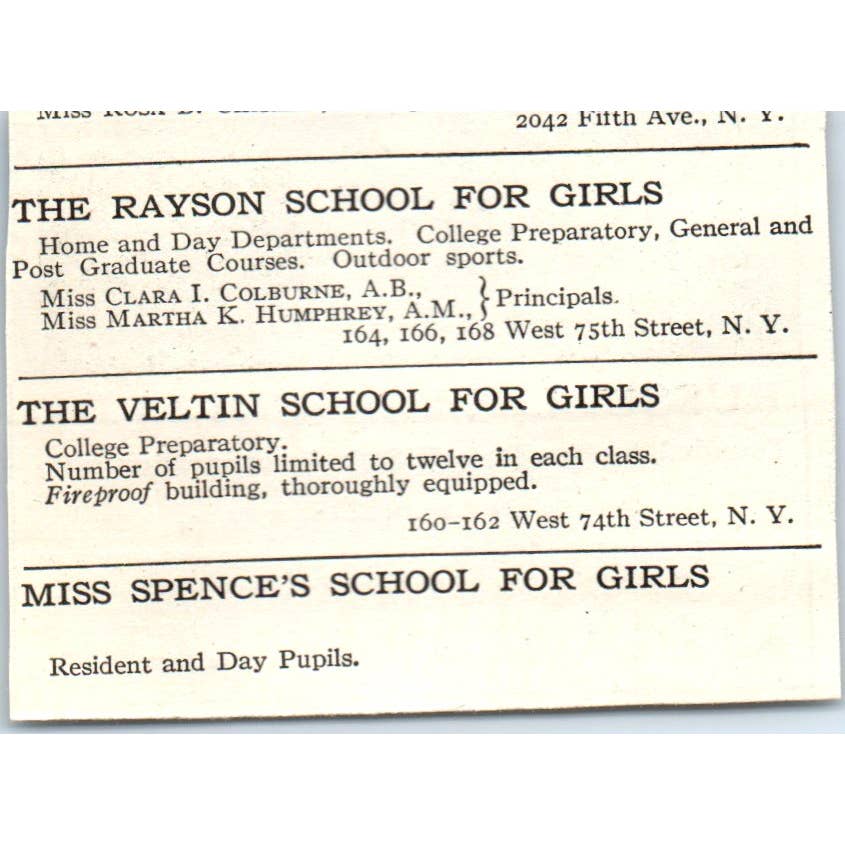 Miss Rosa B.
2042 Fifth Ave., N. Y.
THE RAYSON SCHOOL FOR GIRLS
Home and Day Departments. College Preparatory, General and
Post Graduate Courses. Outdoor sports.
Miss CLARA I. COLBURNE, A.B.,
Miss MARTHA K. HUMPHREY, A.M., } Principals.
164, 166, 168 West 75th Street, N. Y.
THE VELTIN SCHOOL FOR GIRLS
College Preparatory.
Number of pupils limited to twelve in each class.
Fireproof building, thoroughly equipped.
160-162 West 74th Street, N. Y.
MISS SPENCE'S SCHOOL FOR GIRLS
Resident and Day Pupils.